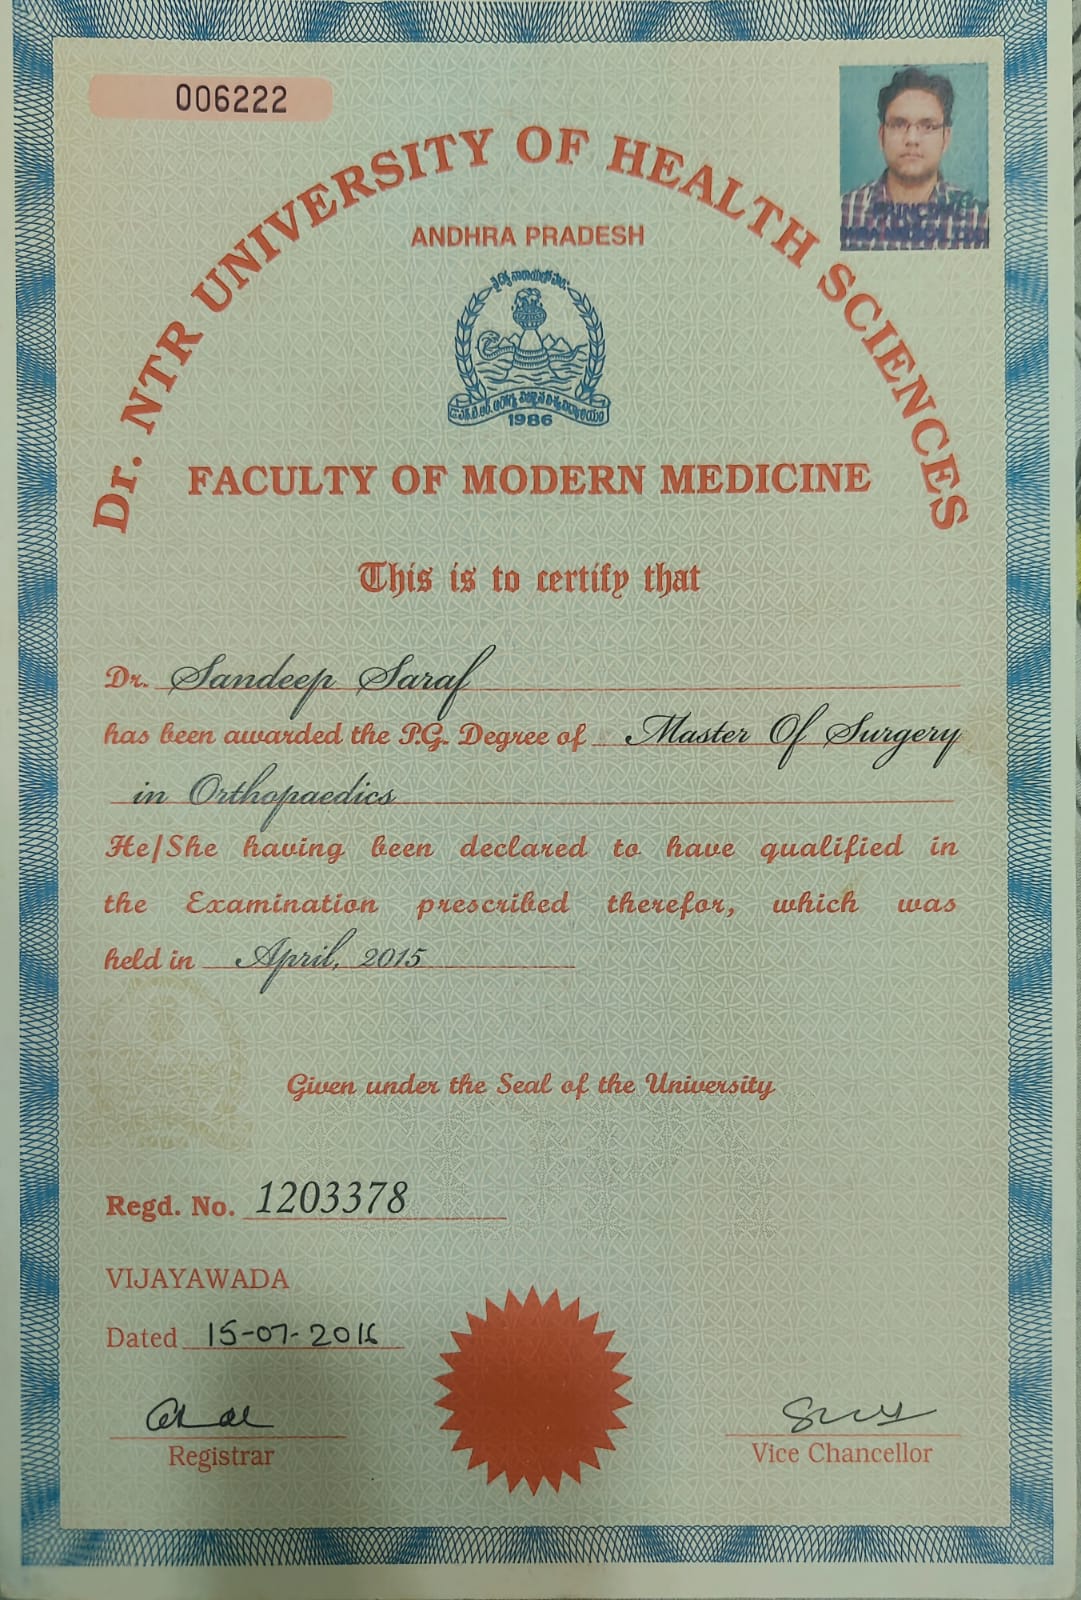 006222
Dr. NTR UNIVERSITY OF HEALTH SCIENCES
ANDHRA PRADESH
1986
FACULTY OF MODERN MEDICINE
This is to certify that
Dr. Sandeep Saraf
has been awarded the P.G. Degree of Master Of Surgery
in Orthopaedics
He/She having been declared to have qualified in
the Examination prescribed therefor, which was
held in April, 2015
Given under the Seal of the University
Regd. No. 1203378
VIJAYAWADA
Dated 15-07-2016
Registrar
Vice Chancellor